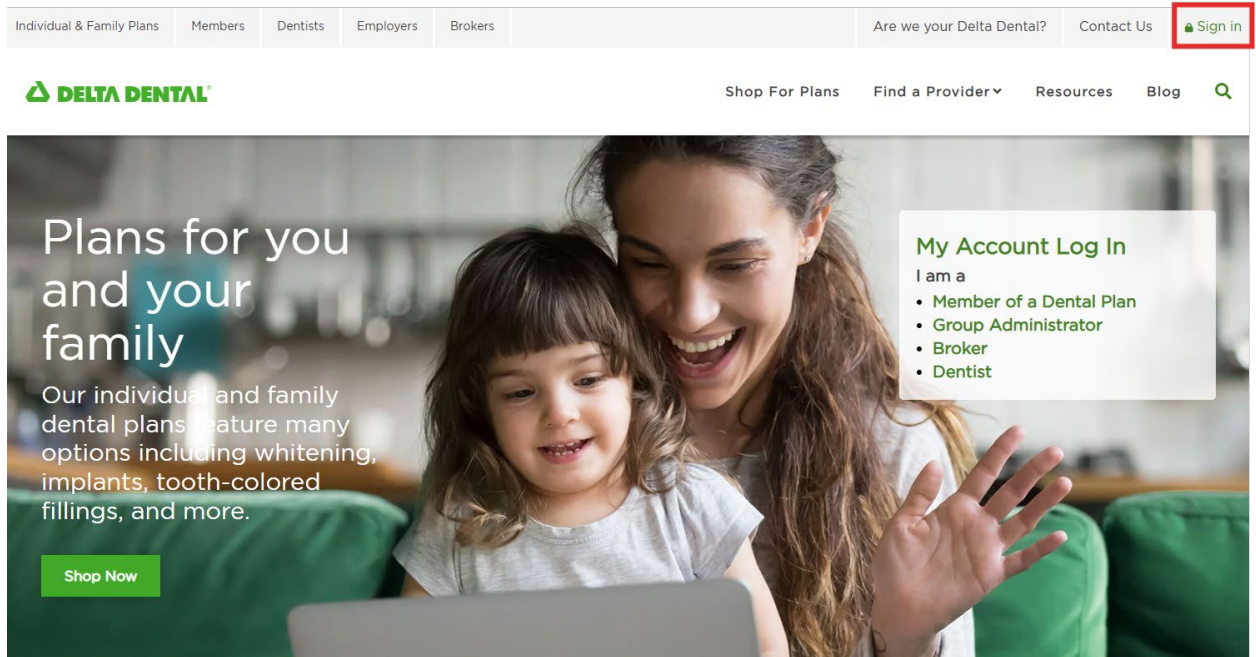 Individual & Family Plans Members Dentists Employers Brokers Are we your Delta Dental? Contact Us Sign in
DELTA DENTAL® Shop For Plans Find a Provider Resources Blog
Plans for you
and your
family
Our individual and family
dental plans feature many
options including whitening,
implants, tooth-colored
fillings, and more.
Shop Now
My Account Log In
I am a
• Member of a Dental Plan
• Group Administrator
• Broker
• Dentist